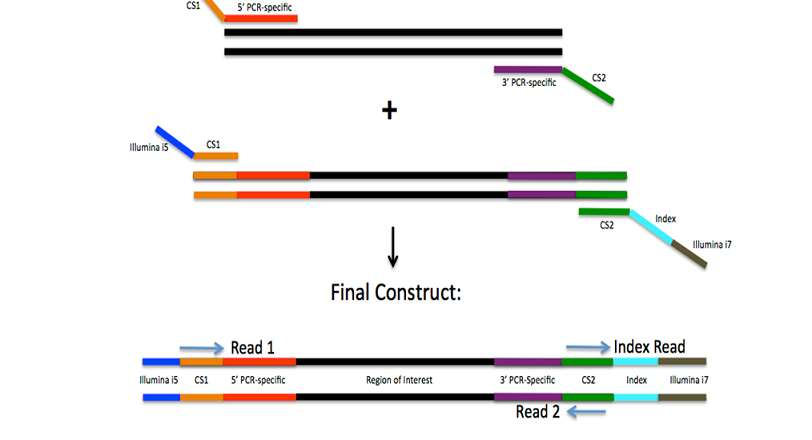 CS1
5’ PCR-specific
3’ PCR-specific
CS2
+
Illumina i5
CS1
CS2
Index
Illumina i7
Final Construct:
Read 1
Index Read
Illumina i5 CS1 5’ PCR-specific Region of Interest 3’ PCR-Specific CS2 Index Illumina i7
Read 2